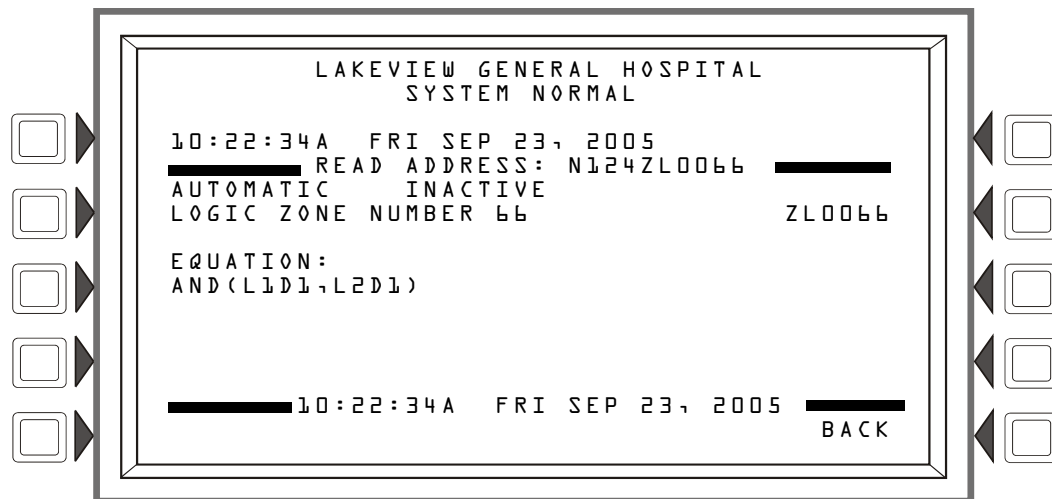 LAKEVIEW GENERAL HOSPITAL
SYSTEM NORMAL
10:22:34A FRI SEP 23, 2005
READ ADDRESS: N124ZL0066
AUTOMATIC INACTIVE
LOGIC ZONE NUMBER 66 ZL0066
EQUATION:
AND(L1D1,L2D1)
10:22:34A FRI SEP 23, 2005
BACK